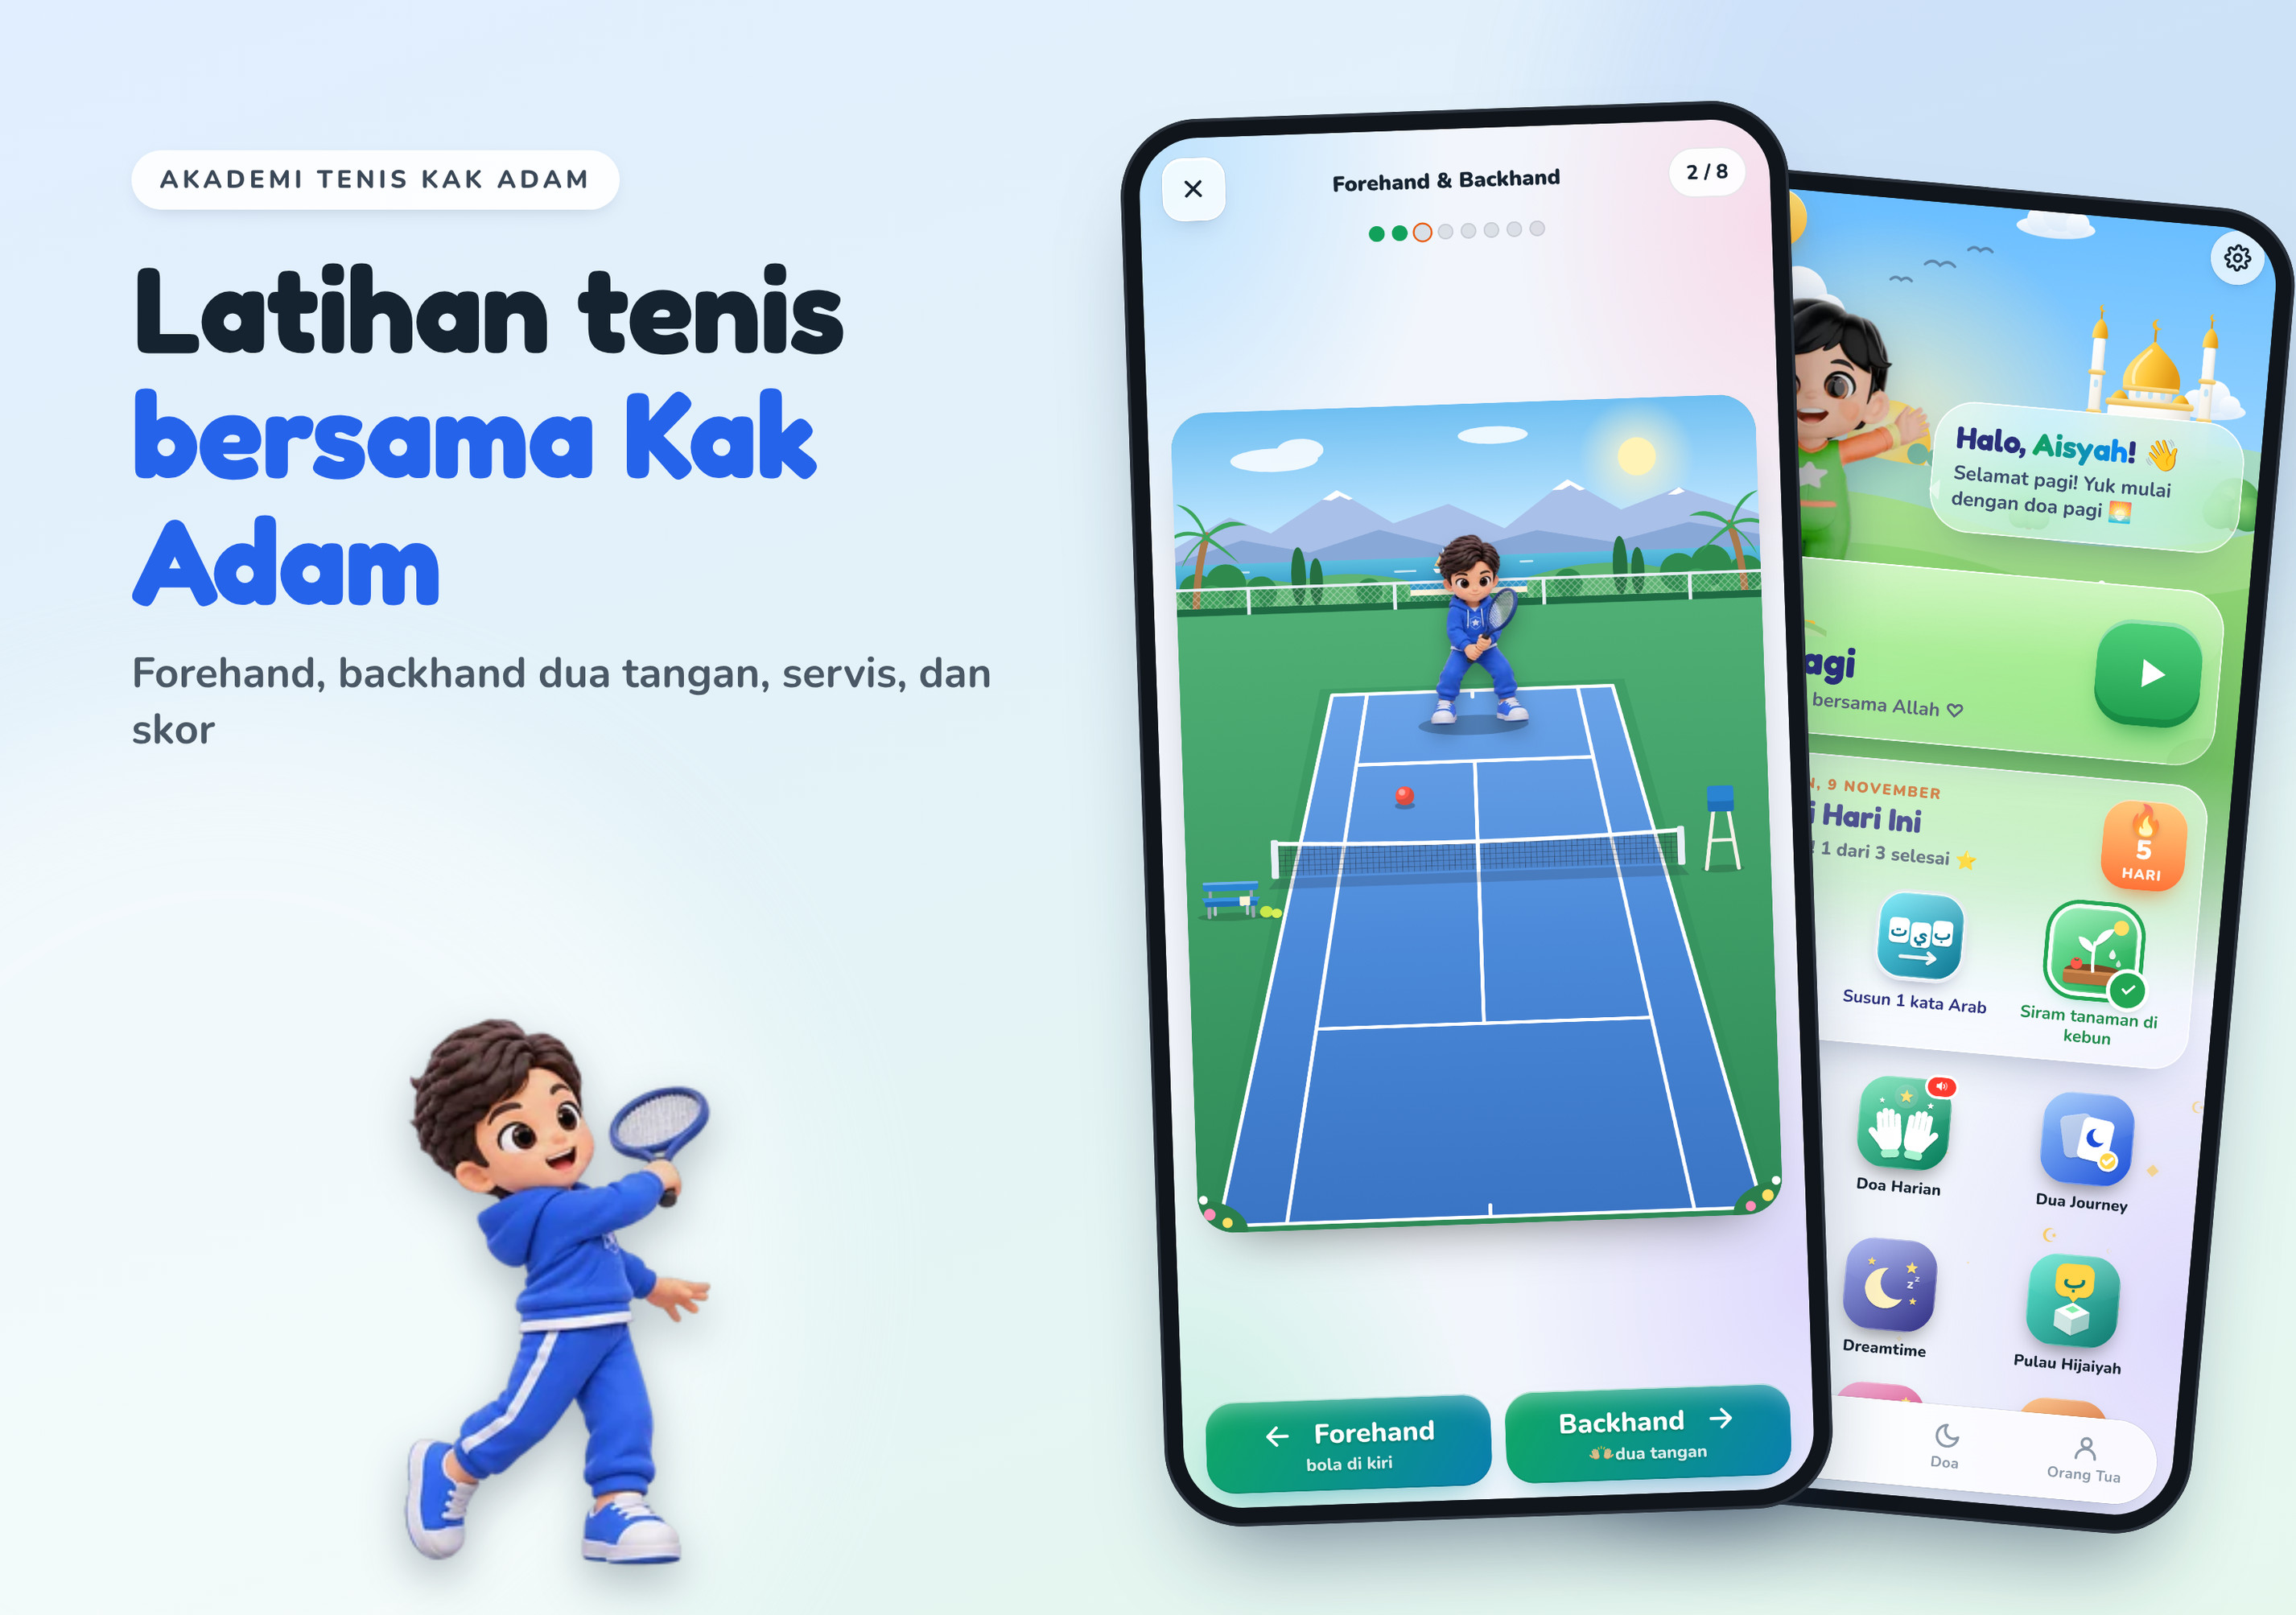 AKADEMI TENIS KAK ADAM
Latihan tenis
bersama Kak
Adam
Forehand, backhand dua tangan, servis, dan
skor
Forehand & Backhand
2 / 8
Forehand
bola di kiri
Backhand
dua tangan
Halo, Aisyah! 👋
Selamat pagi! Yuk mulai
dengan doa pagi 🌅
agi
bersama Allah ♡
N, 9 NOVEMBER
i Hari Ini
! 1 dari 3 selesai ⭐
5
HARI
ت ي ب
Susun 1 kata Arab
Siram tanaman di
kebun
Doa Harian
Dua Journey
z z
Dreamtime
ب
Pulau Hijaiyah
Doa
Orang Tua